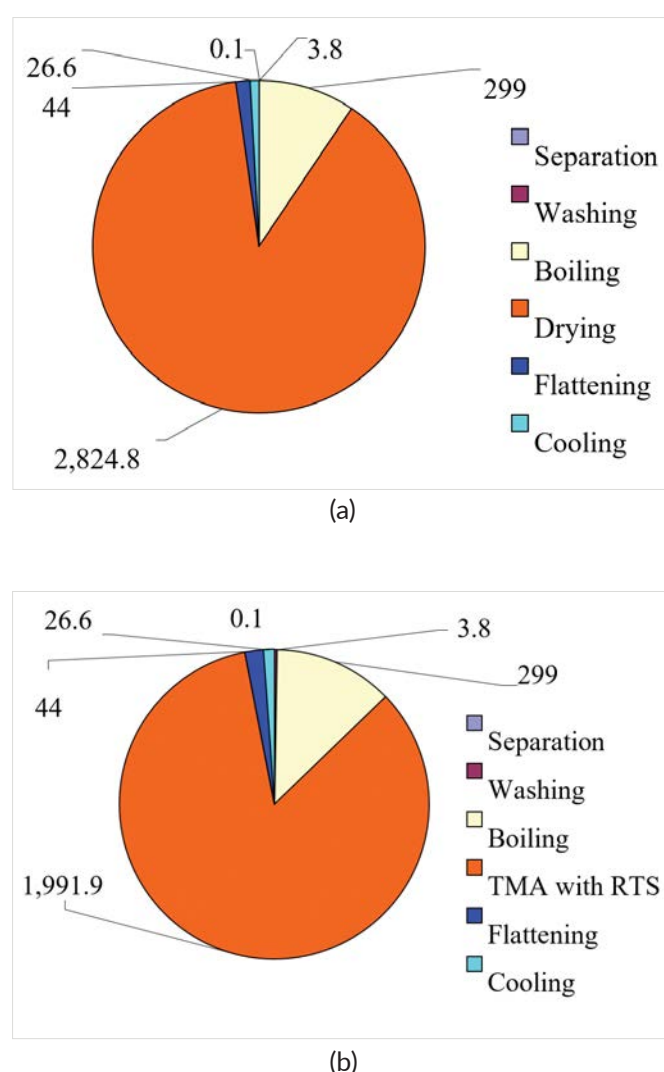 0.1
3.8
26.6
44
299
Separation
Washing
Boiling
Drying
Flattening
Cooling
2,824.8
(a)
26.6
0.1
3.8
299
44
Separation
Washing
Boiling
TMA with RTS
Flattening
Cooling
1,991.9
(b)